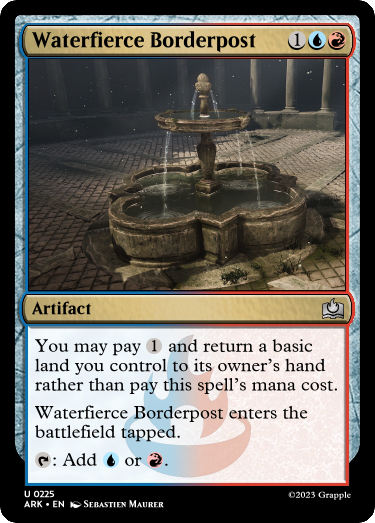 Waterfierce Borderpost 1
Artifact
You may pay 1 and return a basic
land you control to its owner's hand
rather than pay this spell's mana cost.
Waterfierce Borderpost enters the
battlefield tapped.
: Add or .
U 0225
ARK • EN Sebastien Maurer
©2023 Grapple